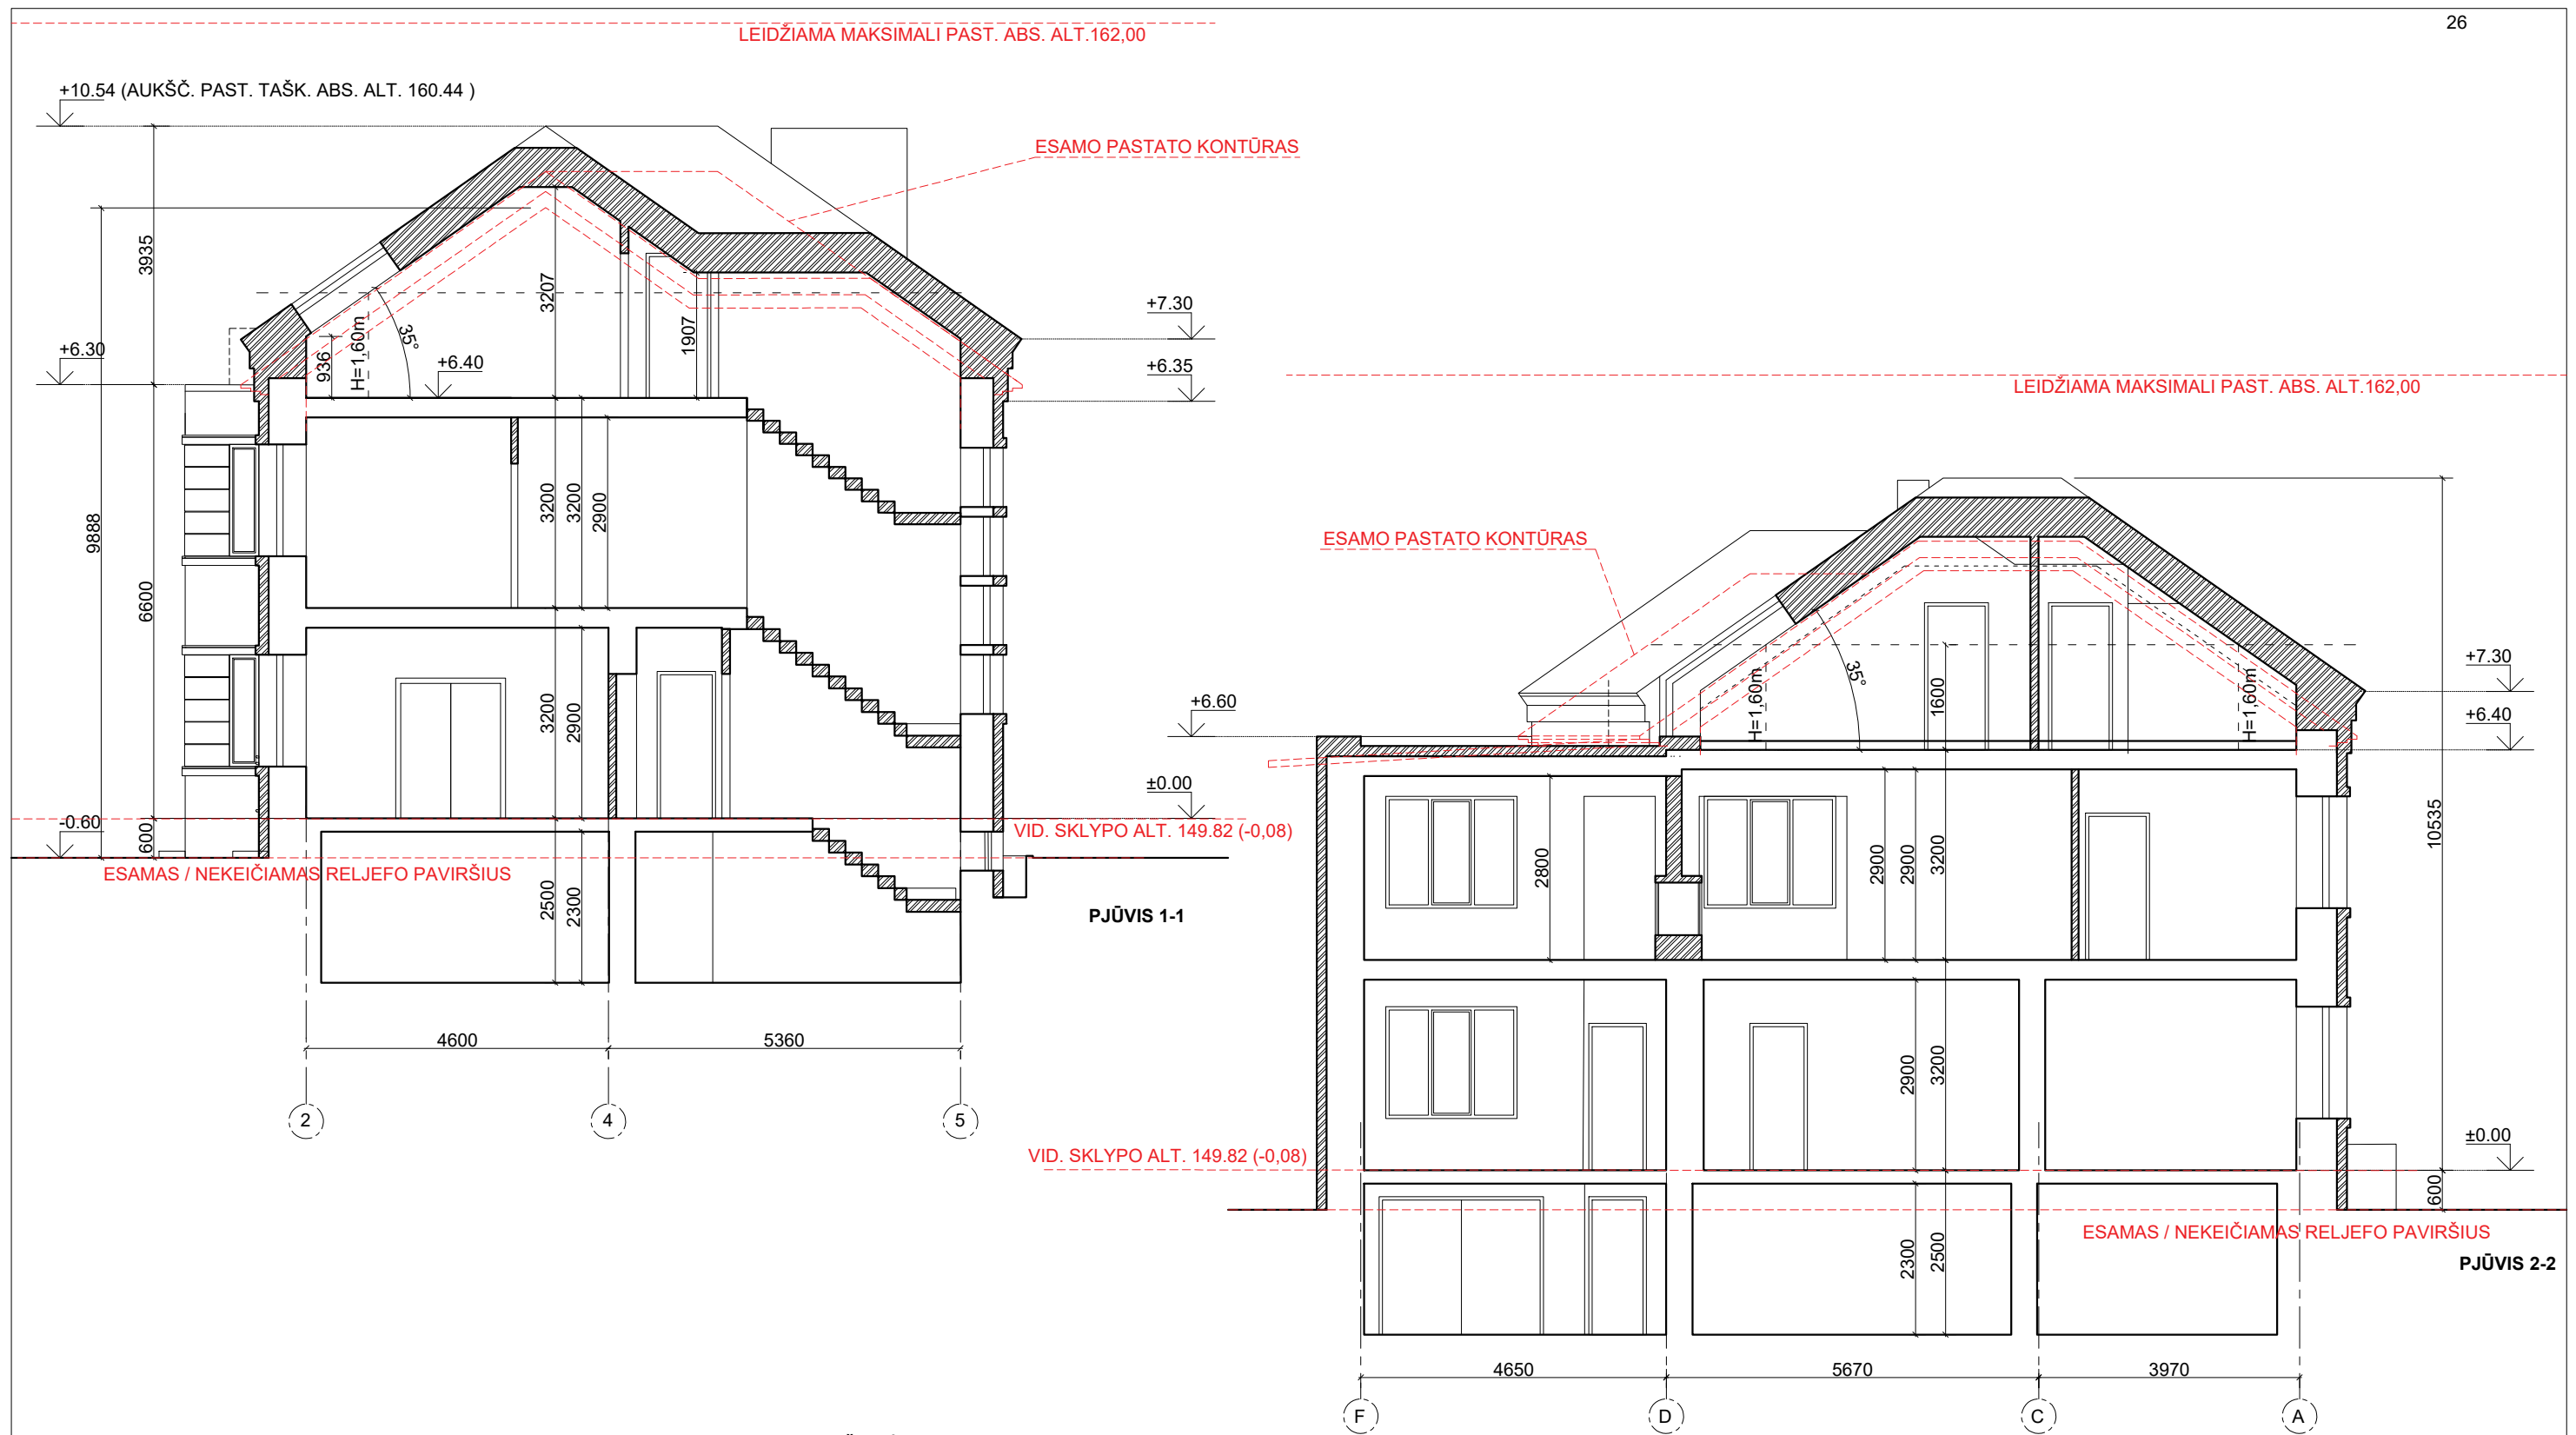 26
LEIDŽIAMA MAKSIMALI PAST. ABS. ALT.162,00
+10.54 (AUKŠČ. PAST. TAŠK. ABS. ALT. 160.44 )
ESAMO PASTATO KONTŪRAS
3935
9888
6600
600
+6.30
-0.60
936
H=1,60m
35°
+6.40
3207
1907
+7.30
+6.35
3200
3200
2900
3200
2900
±0.00
VID. SKLYPO ALT. 149.82 (-0,08)
ESAMAS / NEKEIČIAMAS RELJEFO PAVIRŠIUS
2500
2300
PJŪVIS 1-1
4600
5360
2
4
5
LEIDŽIAMA MAKSIMALI PAST. ABS. ALT.162,00
ESAMO PASTATO KONTŪRAS
+6.60
H=1,60m
35°
1600
H=1,60m
+7.30
+6.40
10535
2800
2900
2900
3200
2900
3200
±0.00
VID. SKLYPO ALT. 149.82 (-0,08)
600
ESAMAS / NEKEIČIAMAS RELJEFO PAVIRŠIUS
2300
2500
PJŪVIS 2-2
4650
5670
3970
F
D
C
A